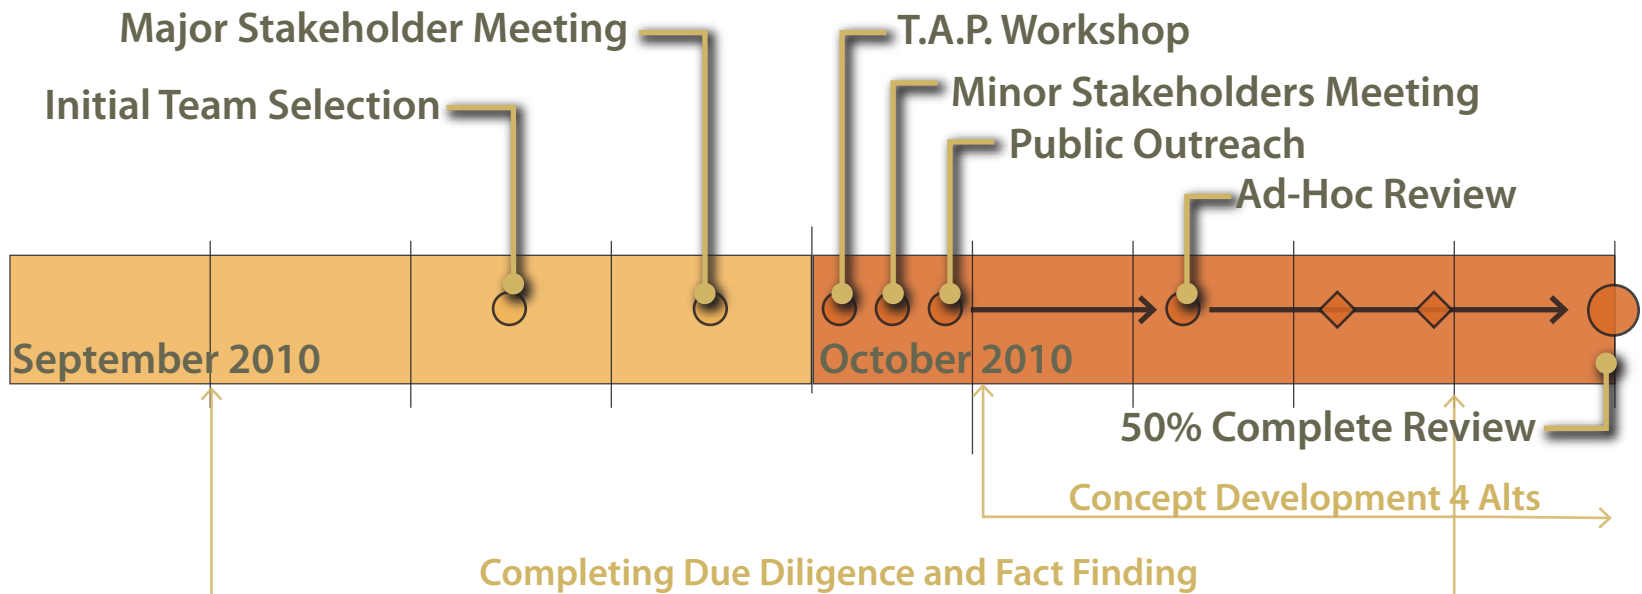 Major Stakeholder Meeting
T.A.P. Workshop
Initial Team Selection
Minor Stakeholders Meeting
Public Outreach
Ad-Hoc Review
September 2010
October 2010
50% Complete Review
Concept Development 4 Alts
Completing Due Diligence and Fact Finding